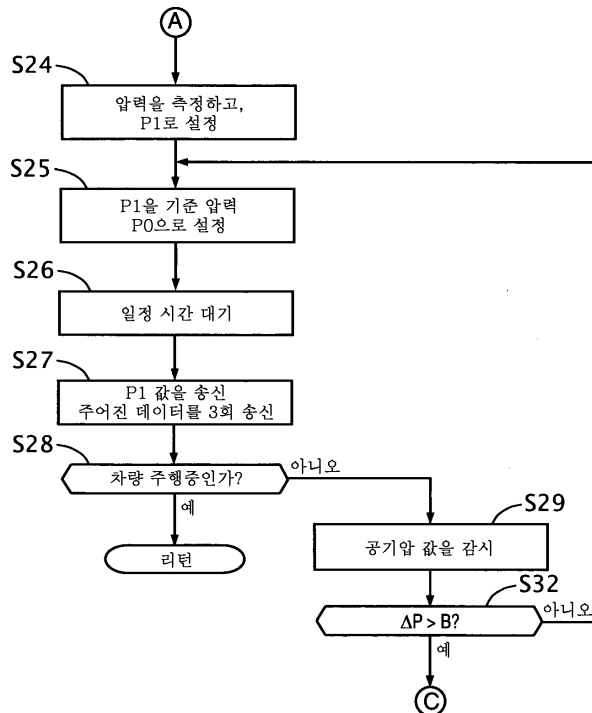 A
S24
압력을 측정하고,
P1로 설정
S25
P1을 기준 압력
P0으로 설정
S26
일정 시간 대기
S27
P1 값을 송신
주어진 데이터를 3회 송신
S28
차량 주행중인가?
아니오
예
리턴
S29
공기압 값을 감시
S32
ΔP > B?
아니오
예
C